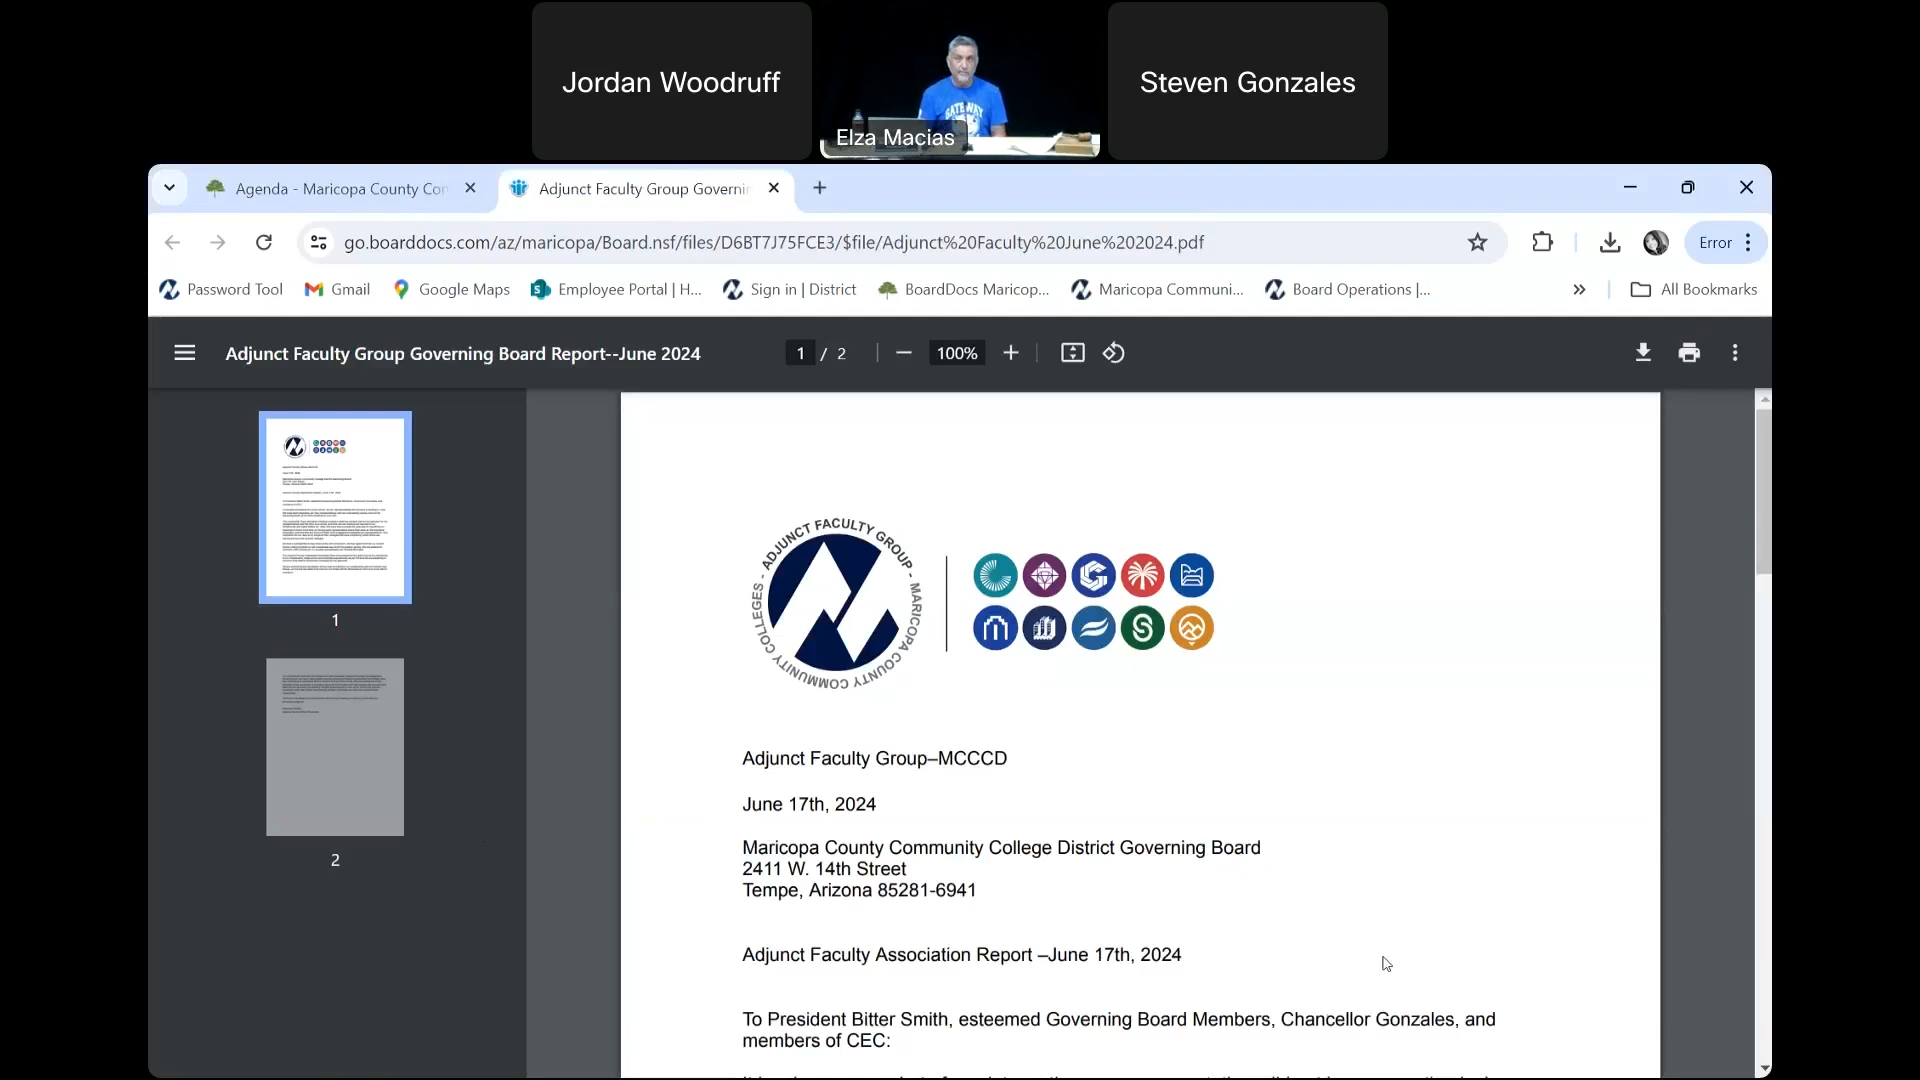 Jordan Woodruff
GATEWAY
Elza Macias
Steven Gonzales
Agenda - Maricopa County Con
Adjunct Faculty Group Governin
go.boarddocs.com/az/maricopa/Board.nsf/files/D6BT7J75FCE3/$file/Adjunct%20Faculty%20June%202024.pdf
Error
Password Tool
Gmail
Google Maps
Employee Portal | H...
Sign in | District
BoardDocs Maricop...
Maricopa Communi...
Board Operations |...
All Bookmarks
Adjunct Faculty Group Governing Board Report--June 2024
1 / 2
100%
1
2
- ADJUNCT FACULTY GROUP - MARICOPA COUNTY COMMUNITY COLLEGES
Adjunct Faculty Group–MCCCD
June 17th, 2024
Maricopa County Community College District Governing Board
2411 W. 14th Street
Tempe, Arizona 85281-6941
Adjunct Faculty Association Report –June 17th, 2024
To President Bitter Smith, esteemed Governing Board Members, Chancellor Gonzales, and
members of CEC: